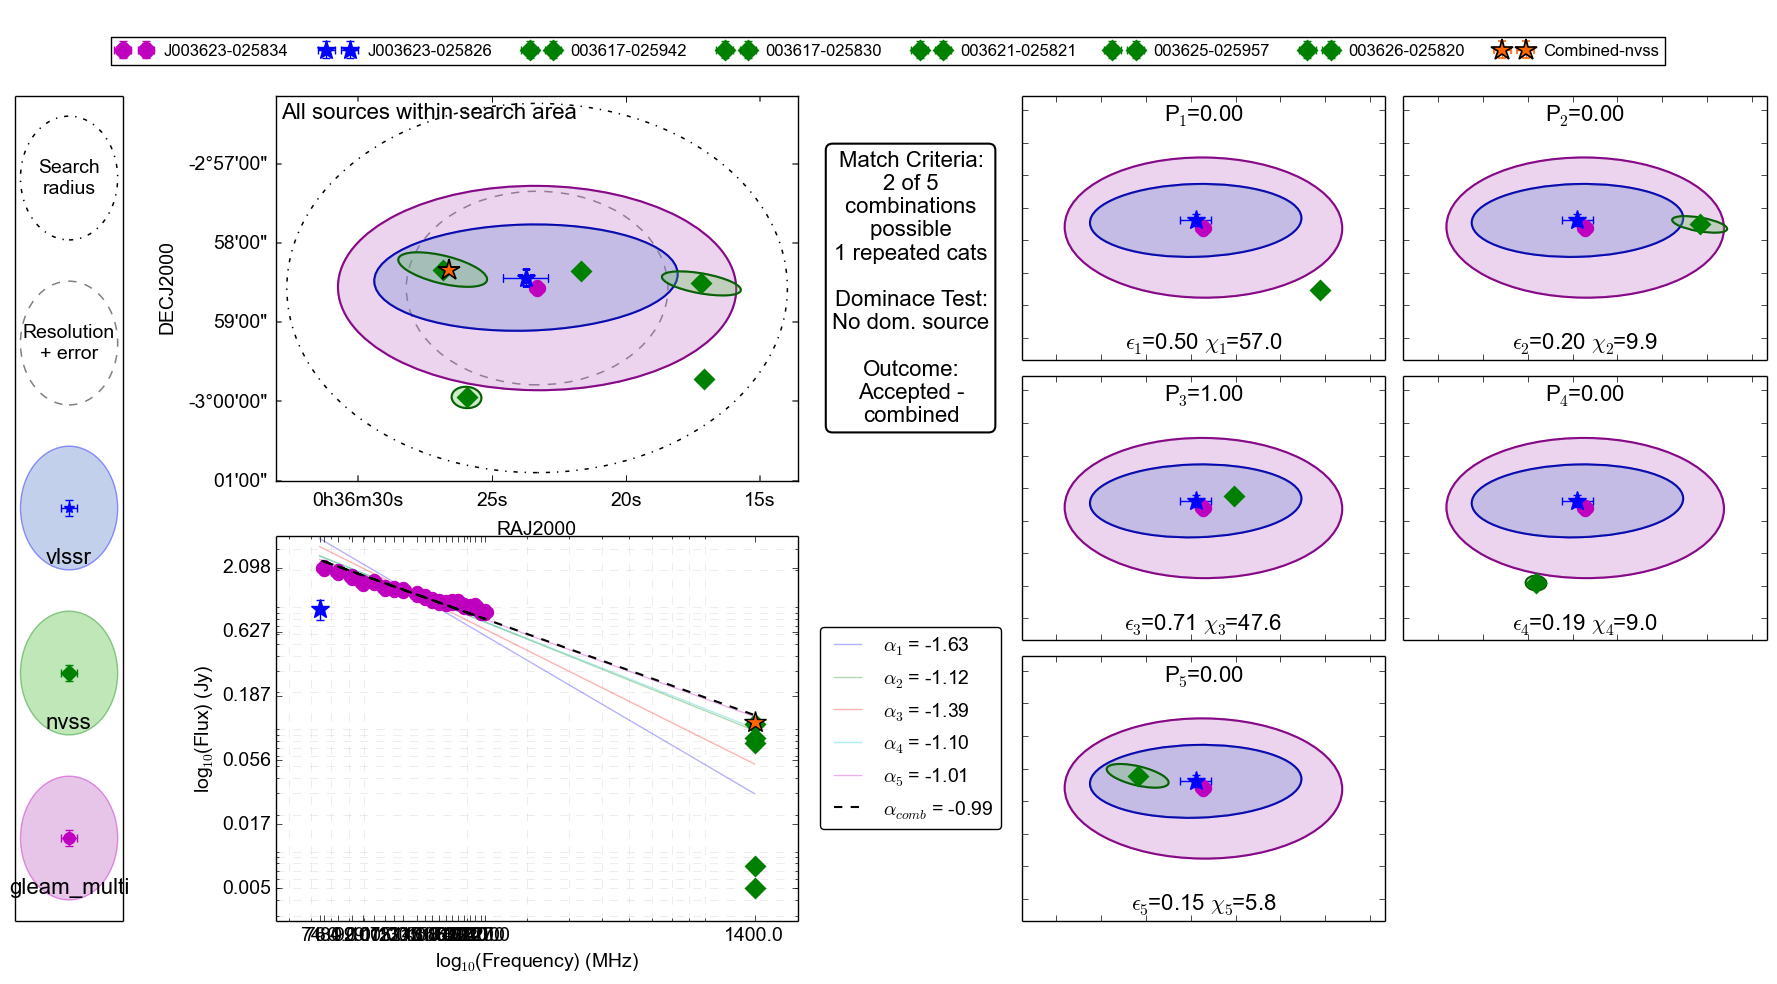 J003623-025834 J003623-025826 003617-025942 003617-025830 003621-025821 003625-025957 003626-025820 Combined-nvss
Search
radius
Resolution
+ error
vlssr
nvss
gleam_multi
All sources within search area
DECJ2000
-2°57'00"
58'00"
59'00"
-3°00'00"
01'00"
0h36m30s 25s 20s 15s
RAJ2000
Match Criteria:
2 of 5
combinations
possible
1 repeated cats
Dominace Test:
No dom. source
Outcome:
Accepted -
combined
log₁₀(Flux) (Jy)
2.098
0.627
0.187
0.056
0.017
0.005
1400.0
log₁₀(Frequency) (MHz)
α₁ = -1.63
α₂ = -1.12
α₃ = -1.39
α₄ = -1.10
α₅ = -1.01
α_comb = -0.99
P₁=0.00
ϵ₁=0.50 χ₁=57.0
P₂=0.00
ϵ₂=0.20 χ₂=9.9
P₃=1.00
ϵ₃=0.71 χ₃=47.6
P₄=0.00
ϵ₄=0.19 χ₄=9.0
P₅=0.00
ϵ₅=0.15 χ₅=5.8